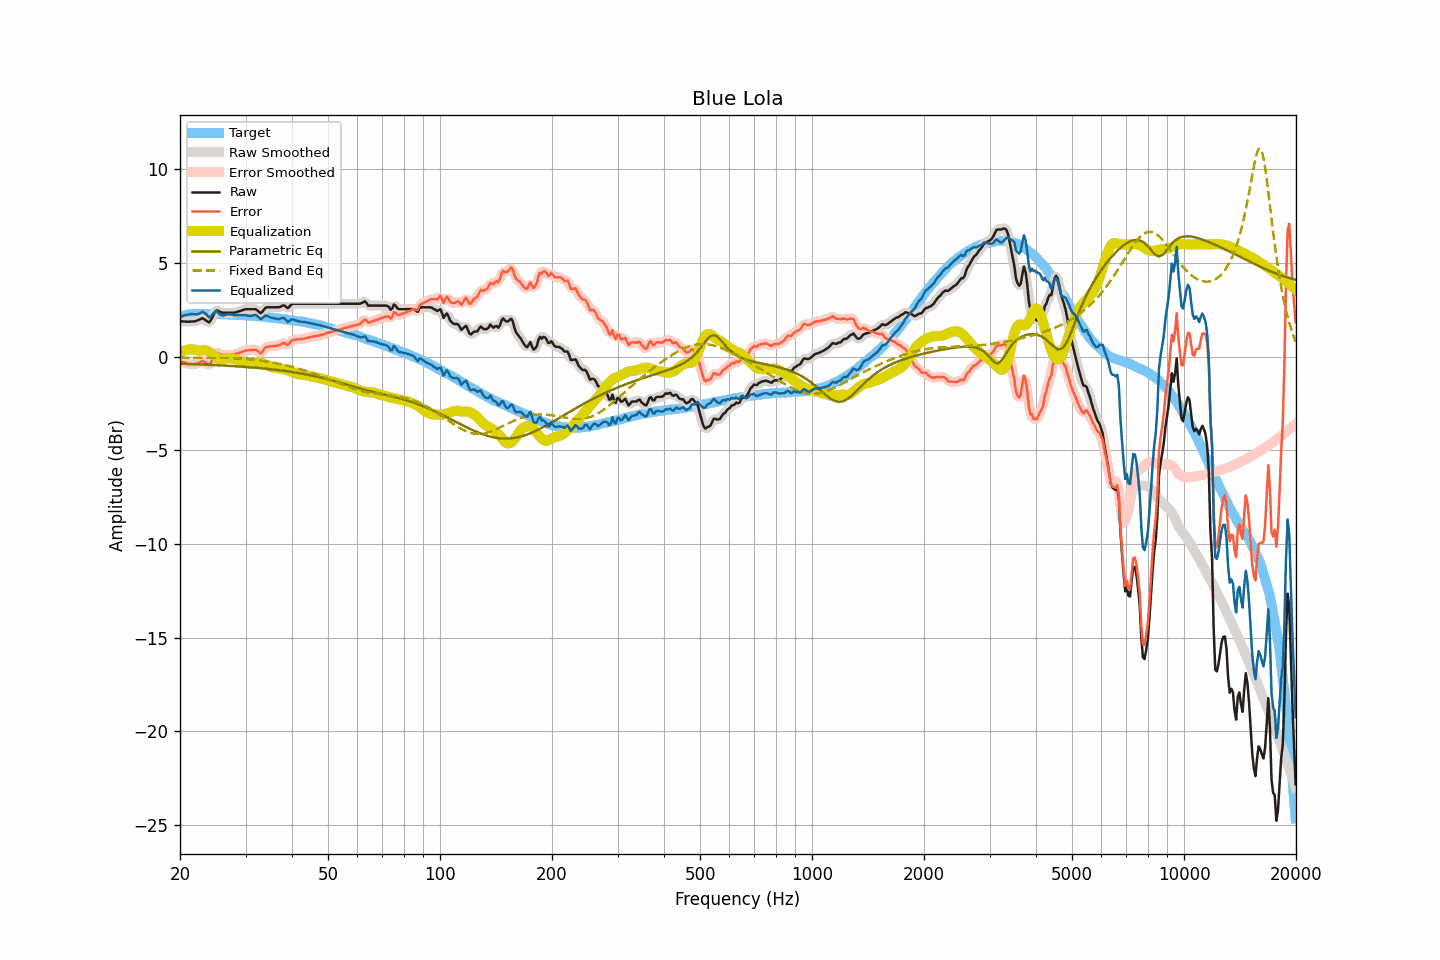 Blue Lola
Target
Raw Smoothed
Error Smoothed
Raw
Error
Equalization
Parametric Eq
Fixed Band Eq
Equalized
10
5
0
−5
−10
−15
−20
−25
Amplitude (dBr)
20 50 100 200 500 1000 2000 5000 10000 20000
Frequency (Hz)